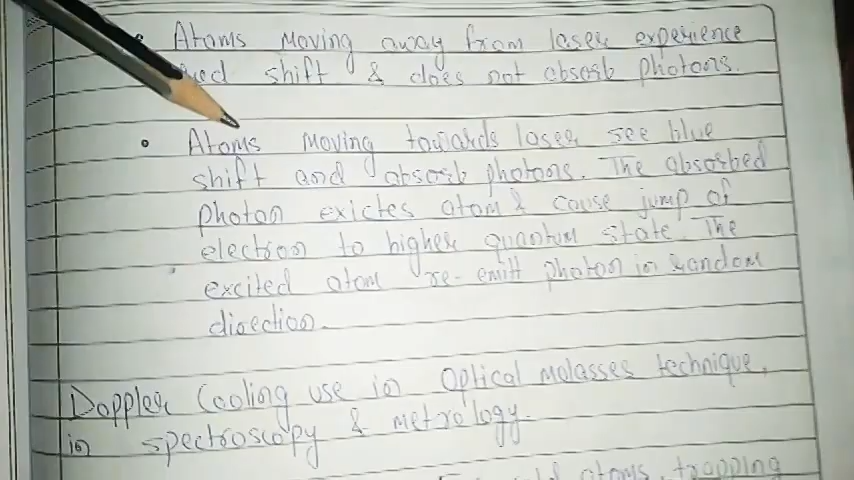 Atoms moving away from laser experience
red shift & does not absorb photons.
• Atoms moving towards laser see blue
shift and absorb photons. The absorbed
photon exictes atom & cause jump of
electron to higher quantum state. The
excited atom re-emitt photon in random
direction.
Doppler Cooling use in Optical molasses technique,
in spectroscopy & metrology.
atoms, trapping